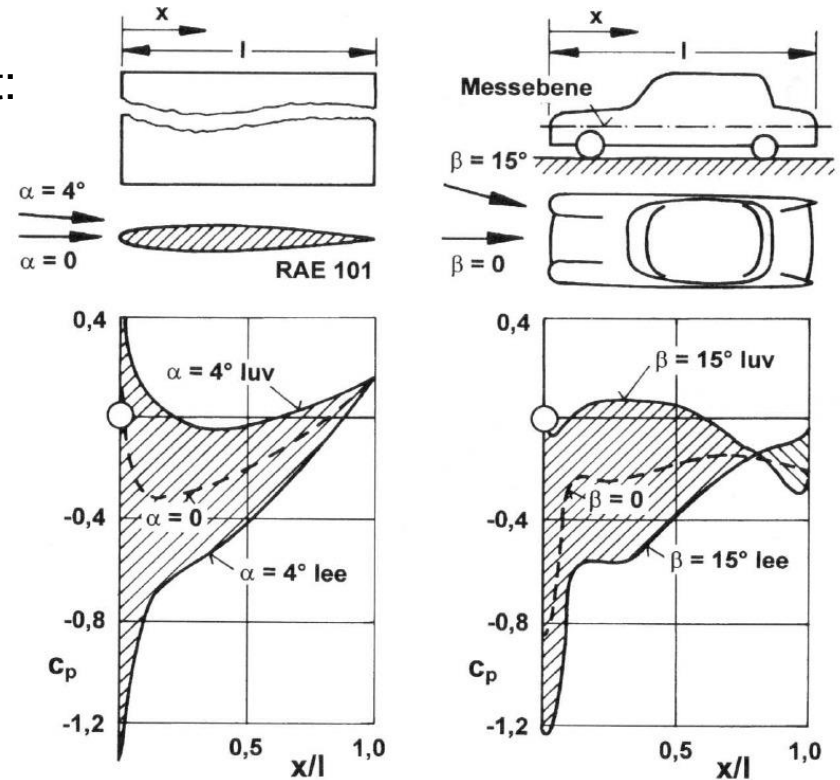 t:
x
l
α = 4°
α = 0
RAE 101
0,4
α = 4° luv
-0,4
α = 0
α = 4° lee
-0,8
cp
-1,2
0,5
1,0
x/l
x
l
Messebene
β = 15°
β = 0
0,4
β = 15° luv
-0,4
β = 0
β = 15° lee
-0,8
cp
-1,2
0,5
1,0
x/l